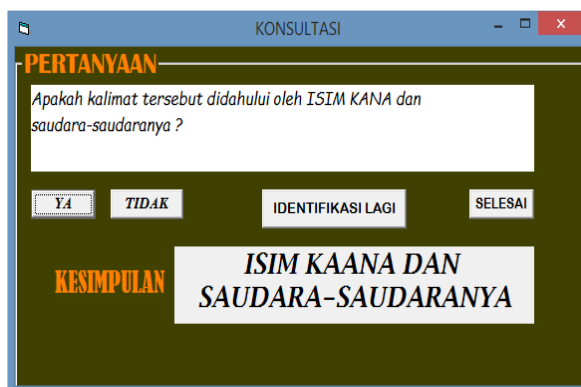 KONSULTASI
PERTANYAAN
Apakah kalimat tersebut didahului oleh ISIM KANA dan
saudara-saudaranya ?
YA TIDAK IDENTIFIKASI LAGI SELESAI
KESIMPULAN
ISIM KAANA DAN
SAUDARA-SAUDARANYA